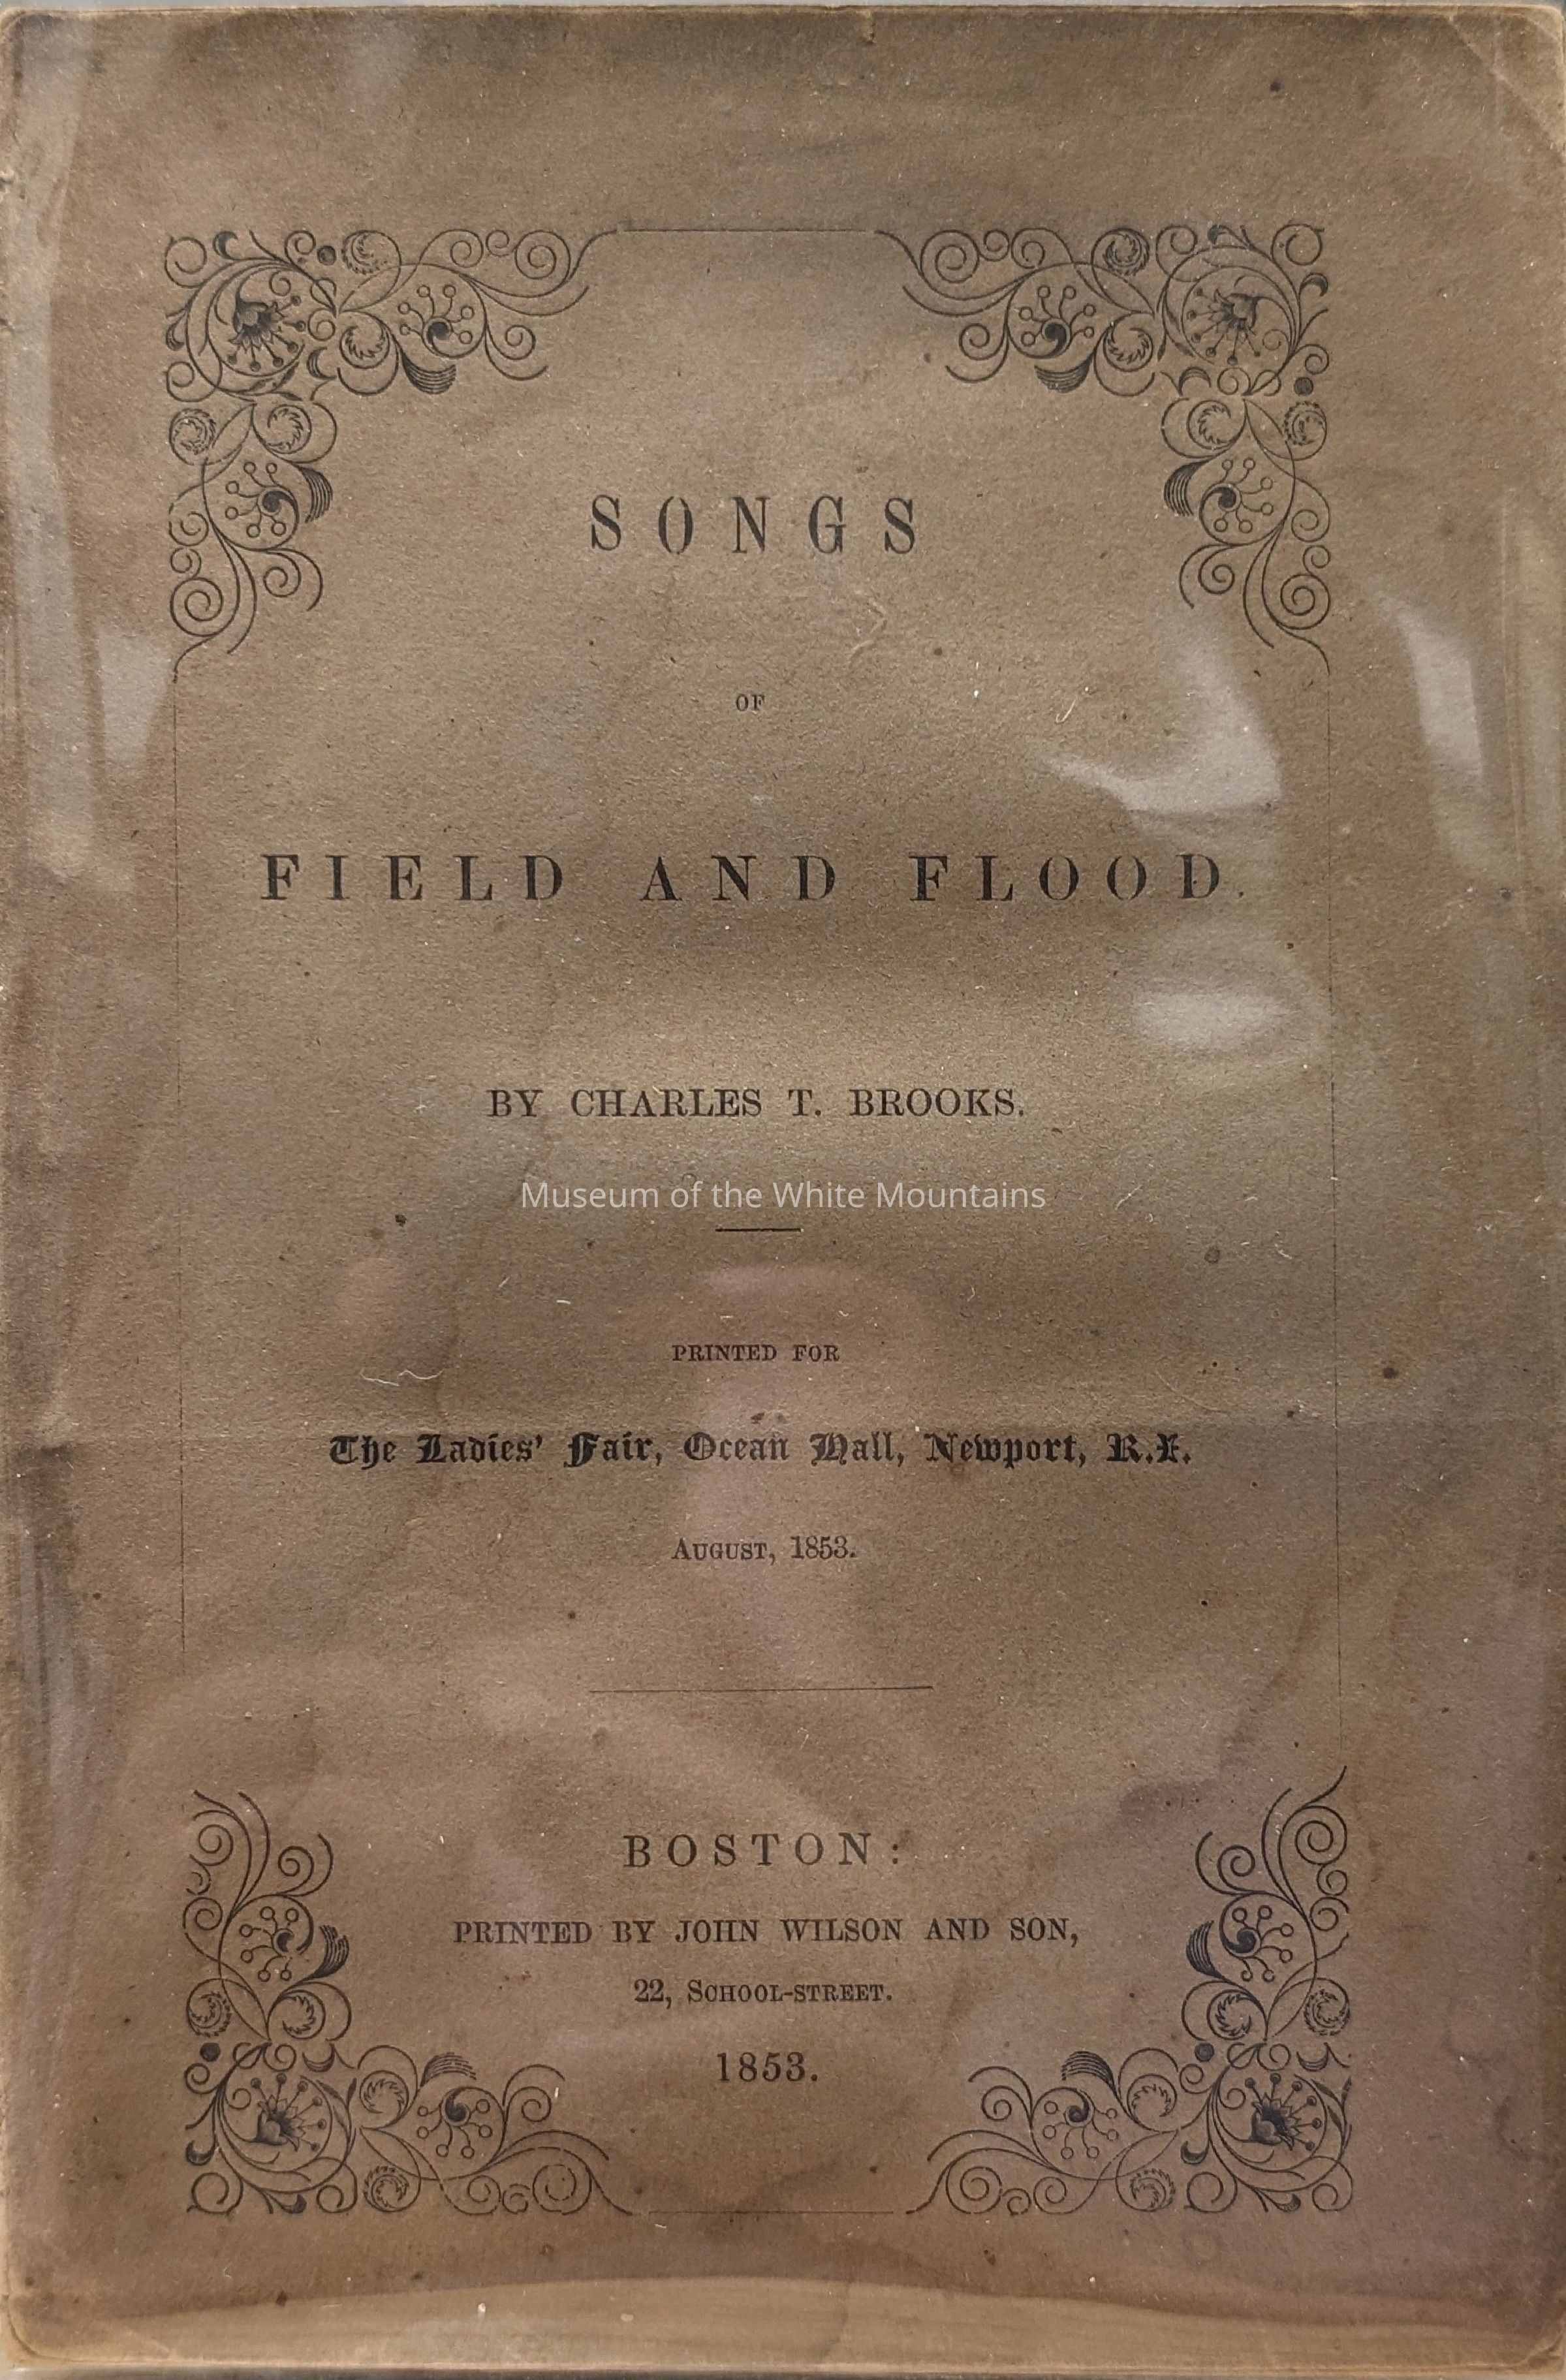 SONGS
OF
FIELD AND FLOOD.
BY CHARLES T. BROOKS.
Museum of the White Mountains
PRINTED FOR
The Ladies' Fair, Ocean Hall, Newport, R.I.
AUGUST, 1853.
BOSTON:
PRINTED BY JOHN WILSON AND SON,
22, SCHOOL-STREET.
1853.